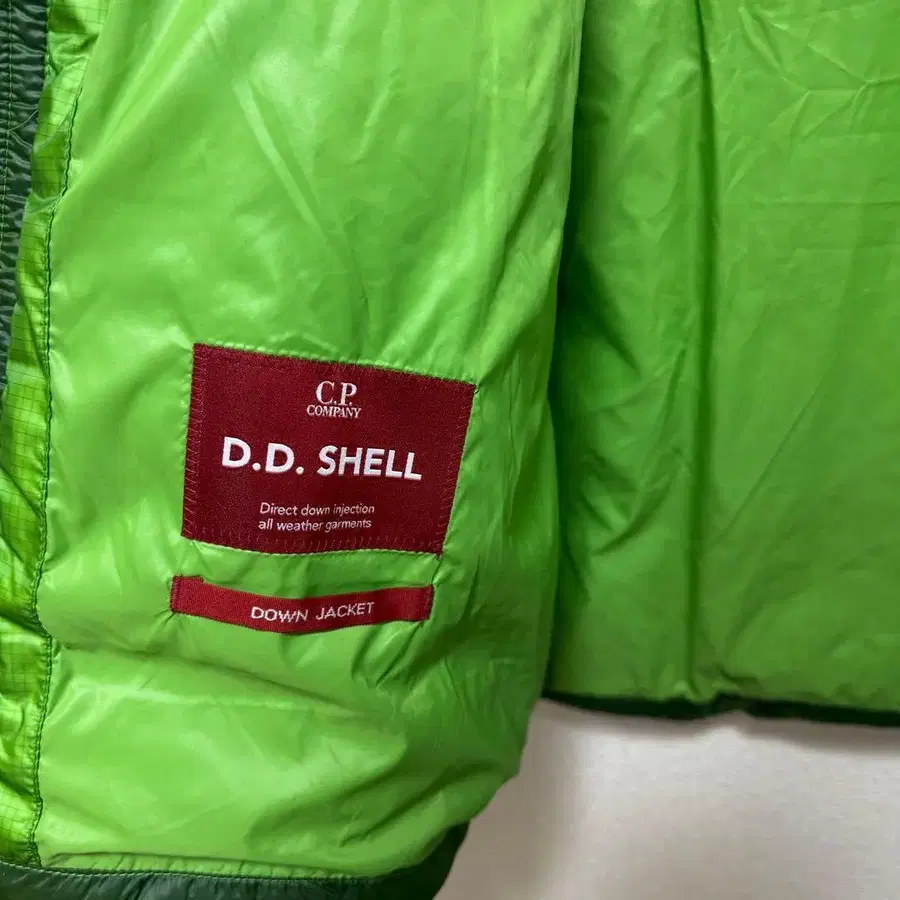 C.P.
COMPANY
D.D. SHELL
Direct down injection
all weather garments
DOWN JACKET